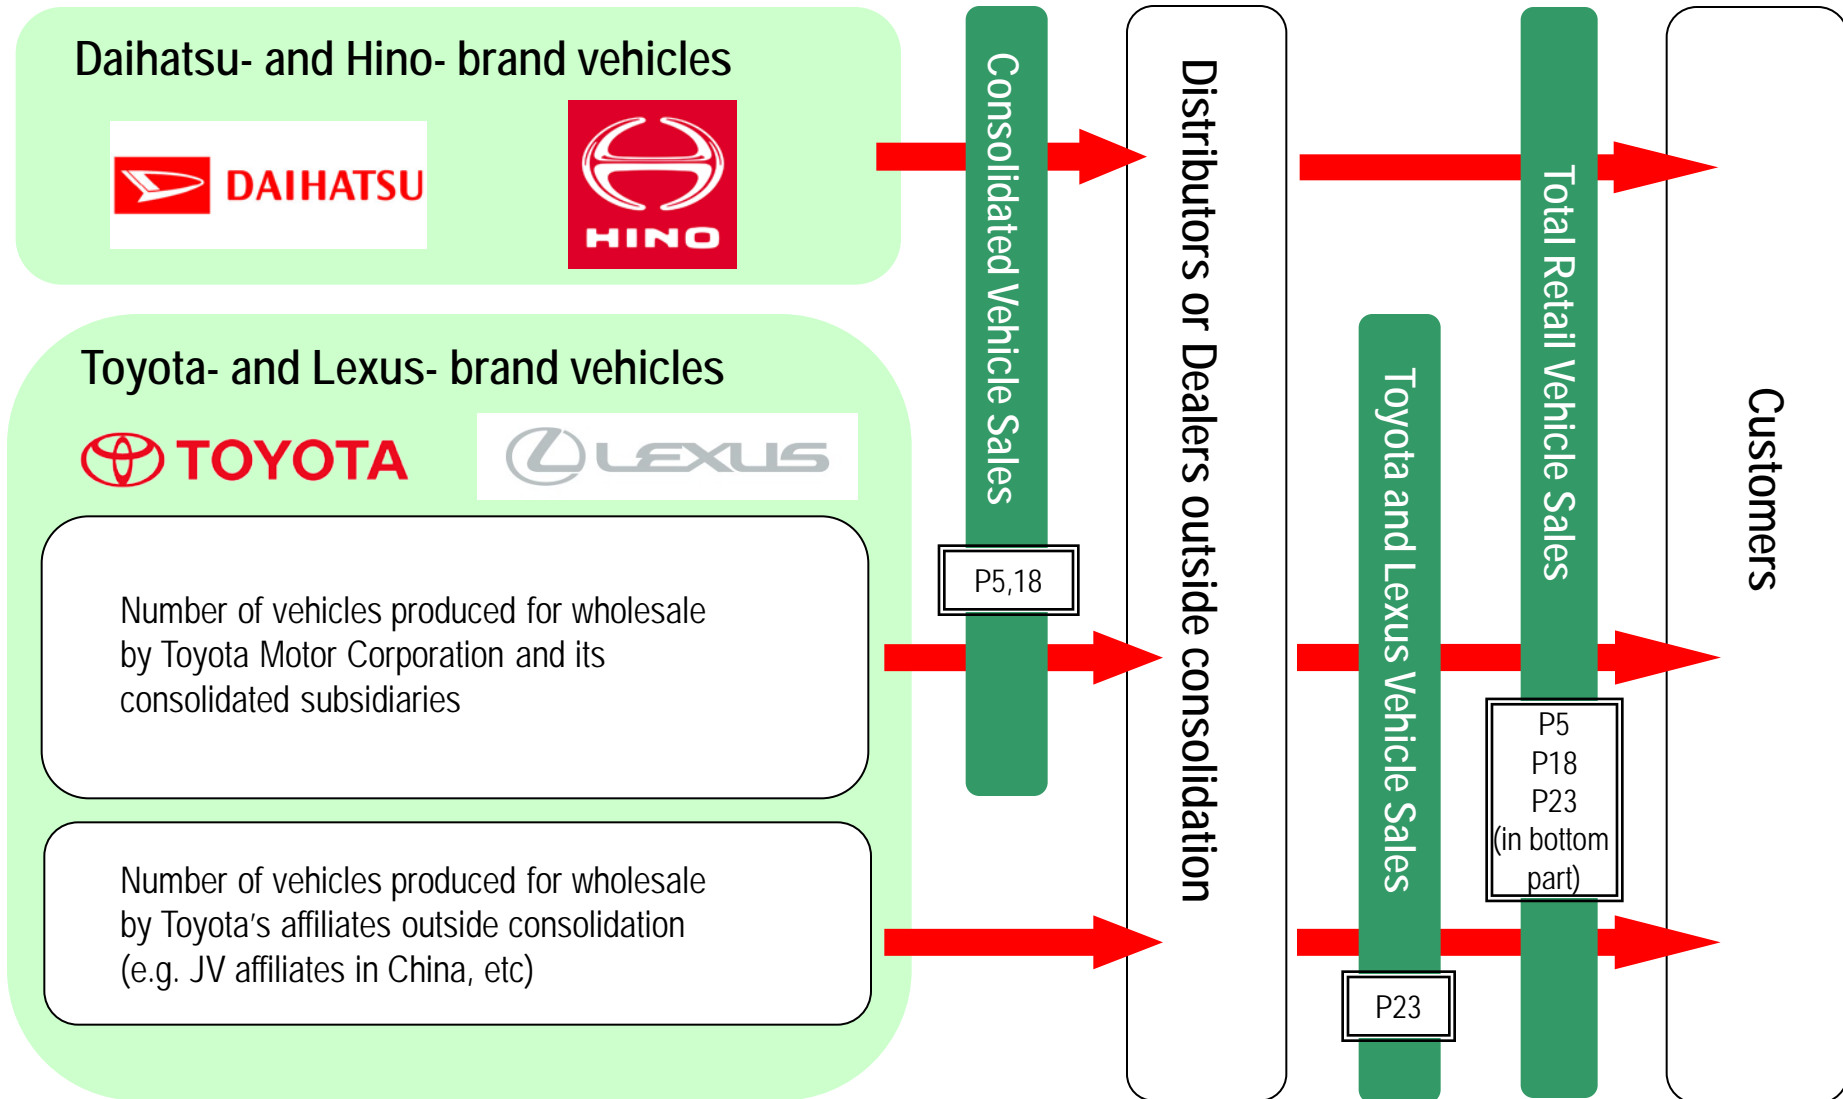 Daihatsu- and Hino- brand vehicles
DAIHATSU
HINO
Toyota- and Lexus- brand vehicles
TOYOTA
LEXUS
Number of vehicles produced for wholesale
by Toyota Motor Corporation and its
consolidated subsidiaries
Number of vehicles produced for wholesale
by Toyota’s affiliates outside consolidation
(e.g. JV affiliates in China, etc)
Consolidated Vehicle Sales
P5,18
Distributors or Dealers outside consolidation
Toyota and Lexus Vehicle Sales
P23
Total Retail Vehicle Sales
P5
P18
P23
(in bottom
part)
Customers